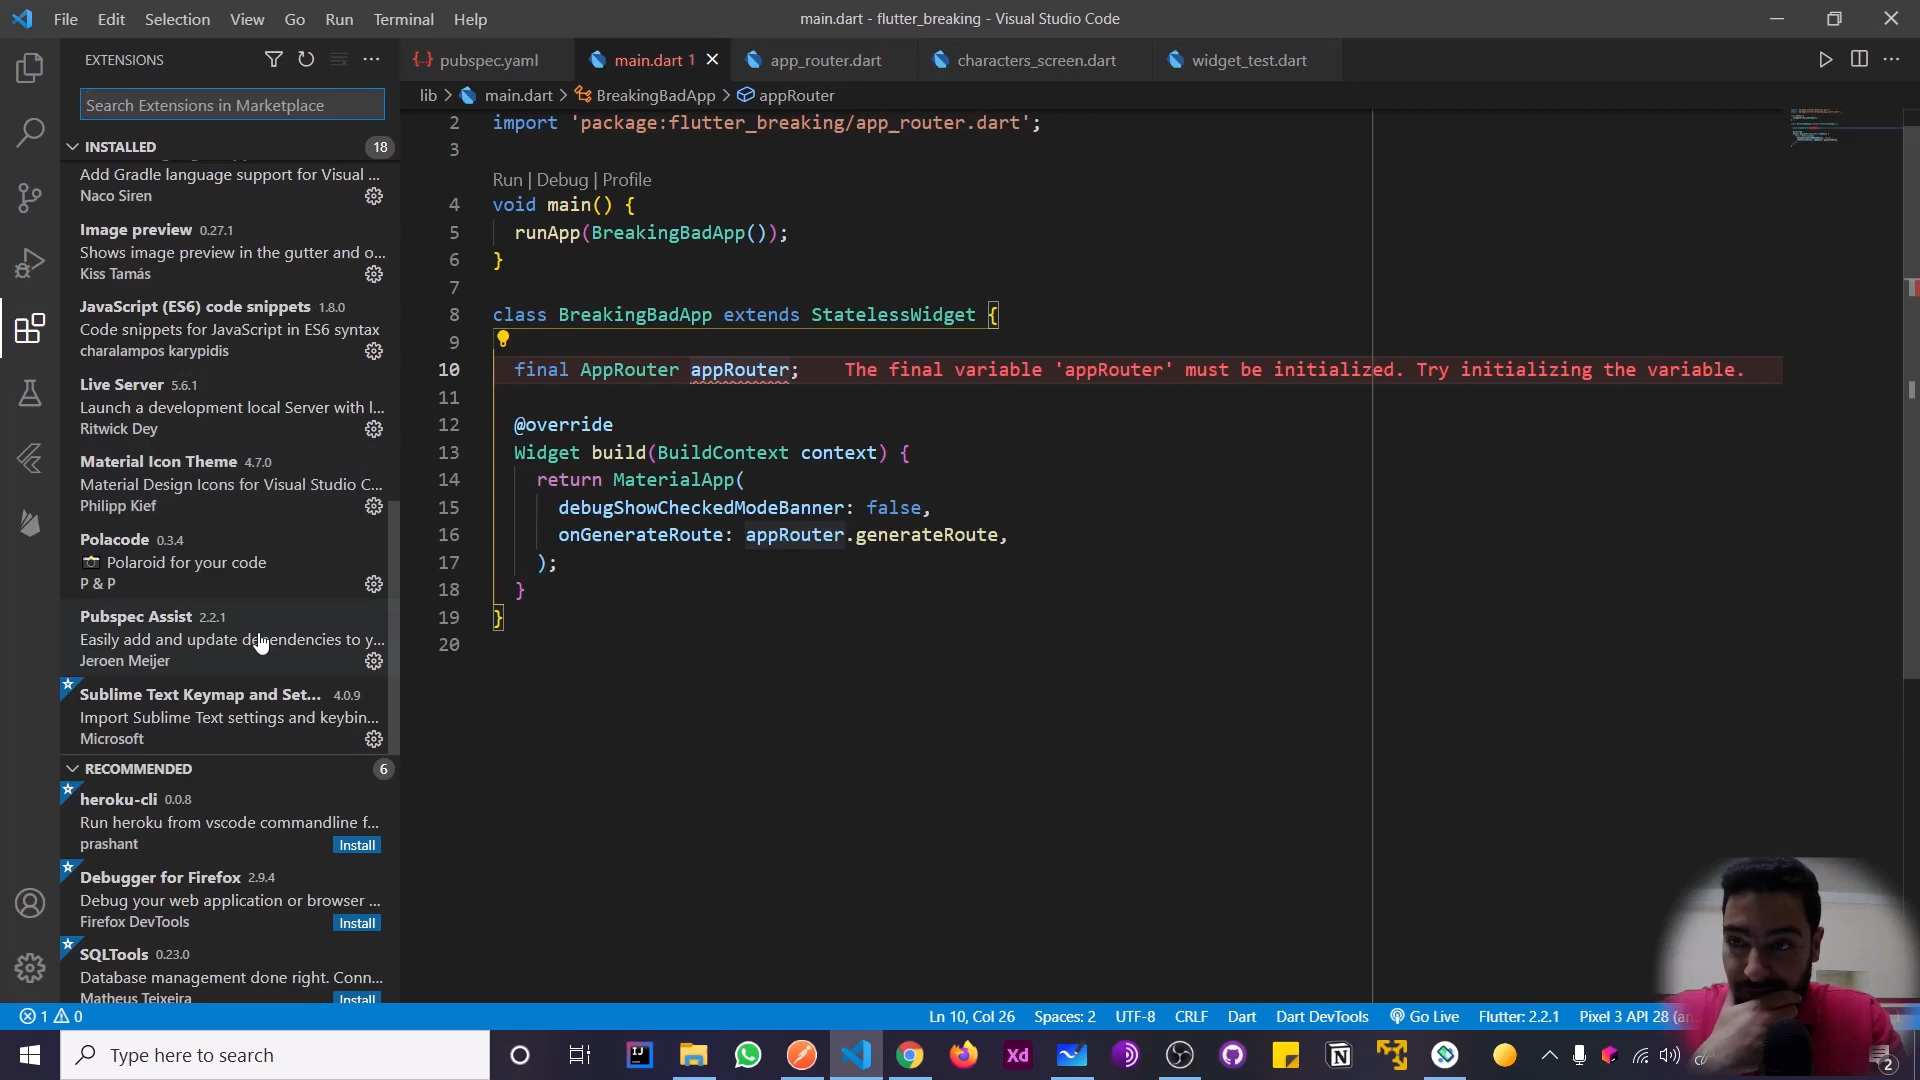 File Edit Selection View Go Run Terminal Help
main.dart - flutter_breaking - Visual Studio Code
EXTENSIONS
Search Extensions in Marketplace
INSTALLED 18
Add Gradle language support for Visual ...
Naco Siren
Image preview 0.27.1
Shows image preview in the gutter and o...
Kiss Tamás
JavaScript (ES6) code snippets 1.8.0
Code snippets for JavaScript in ES6 syntax
charalampos karypidis
Live Server 5.6.1
Launch a development local Server with l...
Ritwick Dey
Material Icon Theme 4.7.0
Material Design Icons for Visual Studio C...
Philipp Kief
Polacode 0.3.4
Polaroid for your code
P & P
Pubspec Assist 2.2.1
Easily add and update dependencies to y...
Jeroen Meijer
Sublime Text Keymap and Set... 4.0.9
Import Sublime Text settings and keybin...
Microsoft
RECOMMENDED 6
heroku-cli 0.0.8
Run heroku from vscode commandline f...
prashant Install
Debugger for Firefox 2.9.4
Debug your web application or browser ...
Firefox DevTools Install
SQLTools 0.23.0
Database management done right. Conn...
Matheus Teixeira Install
pubspec.yaml main.dart 1 app_router.dart characters_screen.dart widget_test.dart
lib > main.dart > BreakingBadApp > appRouter
2 import 'package:flutter_breaking/app_router.dart';
3
Run | Debug | Profile
4 void main() {
5 runApp(BreakingBadApp());
6 }
7
8 class BreakingBadApp extends StatelessWidget {
9
10 final AppRouter appRouter; The final variable 'appRouter' must be initialized. Try initializing the variable.
11
12 @override
13 Widget build(BuildContext context) {
14 return MaterialApp(
15 debugShowCheckedModeBanner: false,
16 onGenerateRoute: appRouter.generateRoute,
17 );
18 }
19 }
20
1 0 Ln 10, Col 26 Spaces: 2 UTF-8 CRLF Dart Dart DevTools Go Live Flutter: 2.2.1 Pixel 3 API 28 (an
Type here to search
2